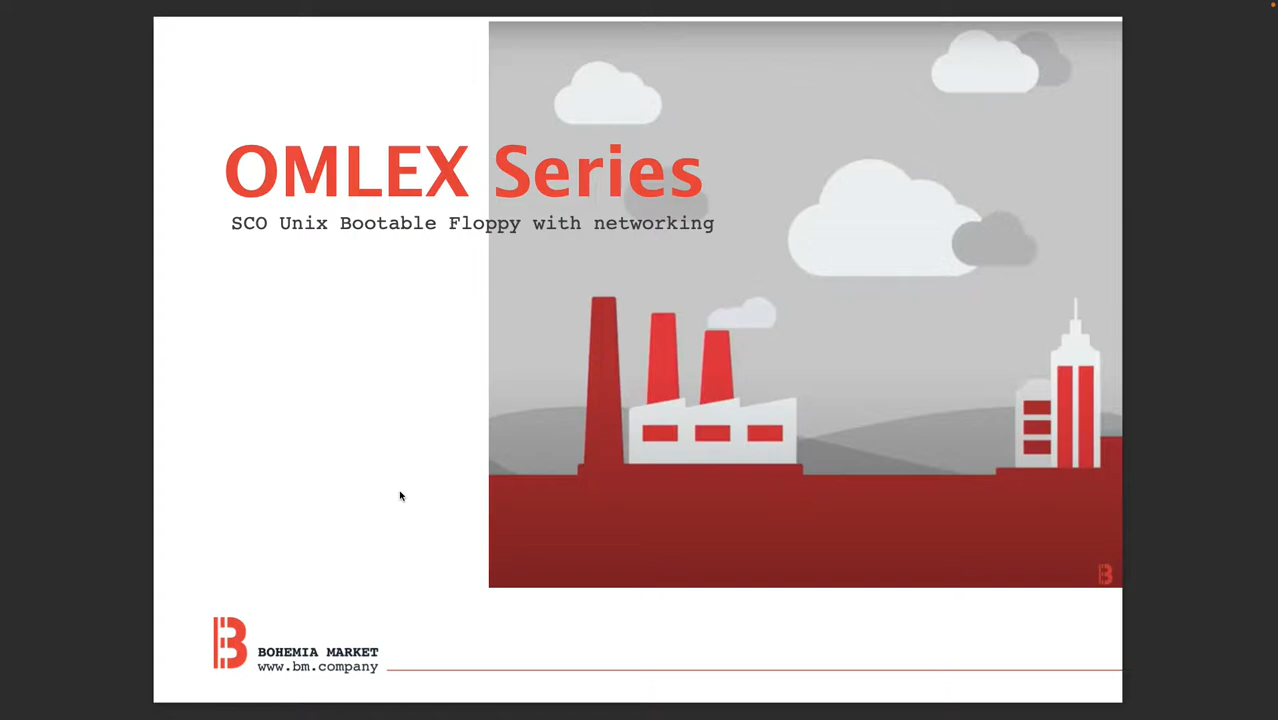 OMLEX Series
SCO Unix Bootable Floppy with networking
BOHEMIA MARKET
www.bm.company